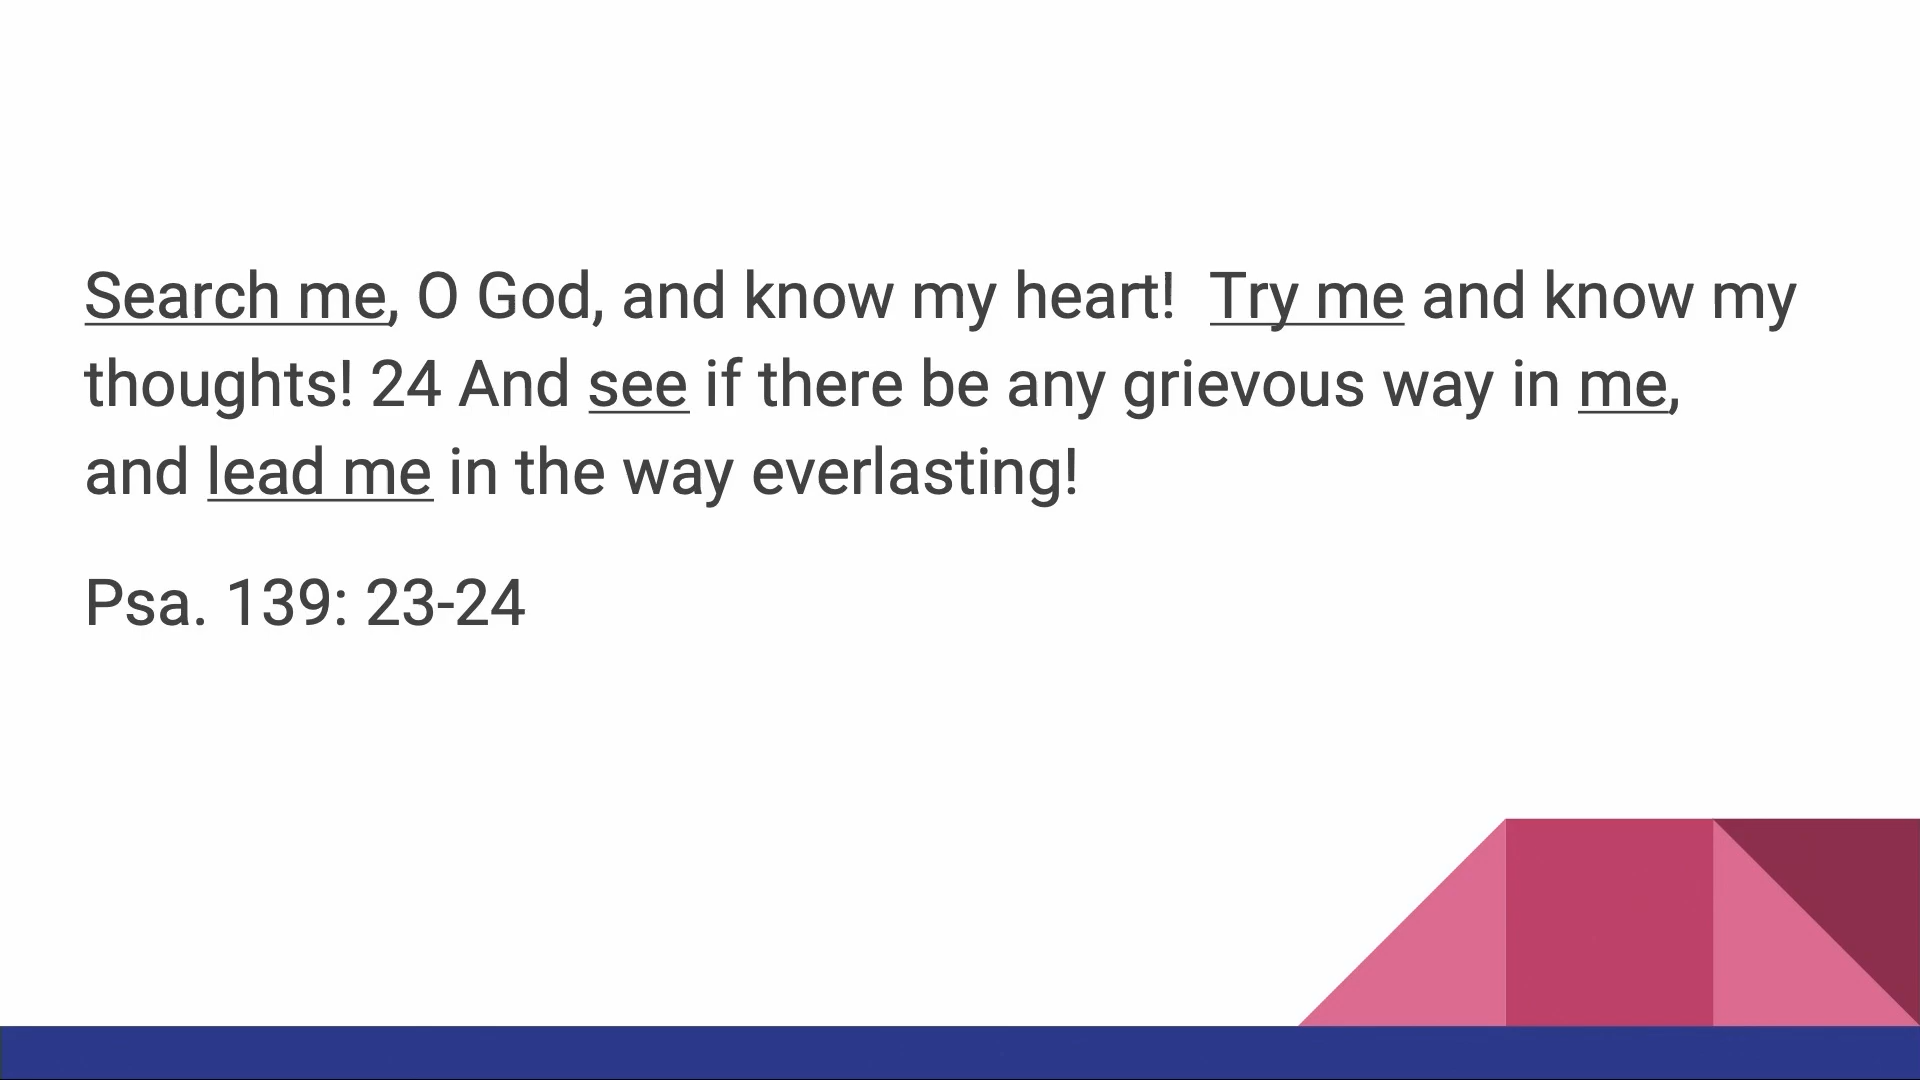 Search me, O God, and know my heart!  Try me and know my
thoughts! 24 And see if there be any grievous way in me,
and lead me in the way everlasting!
Psa. 139: 23-24